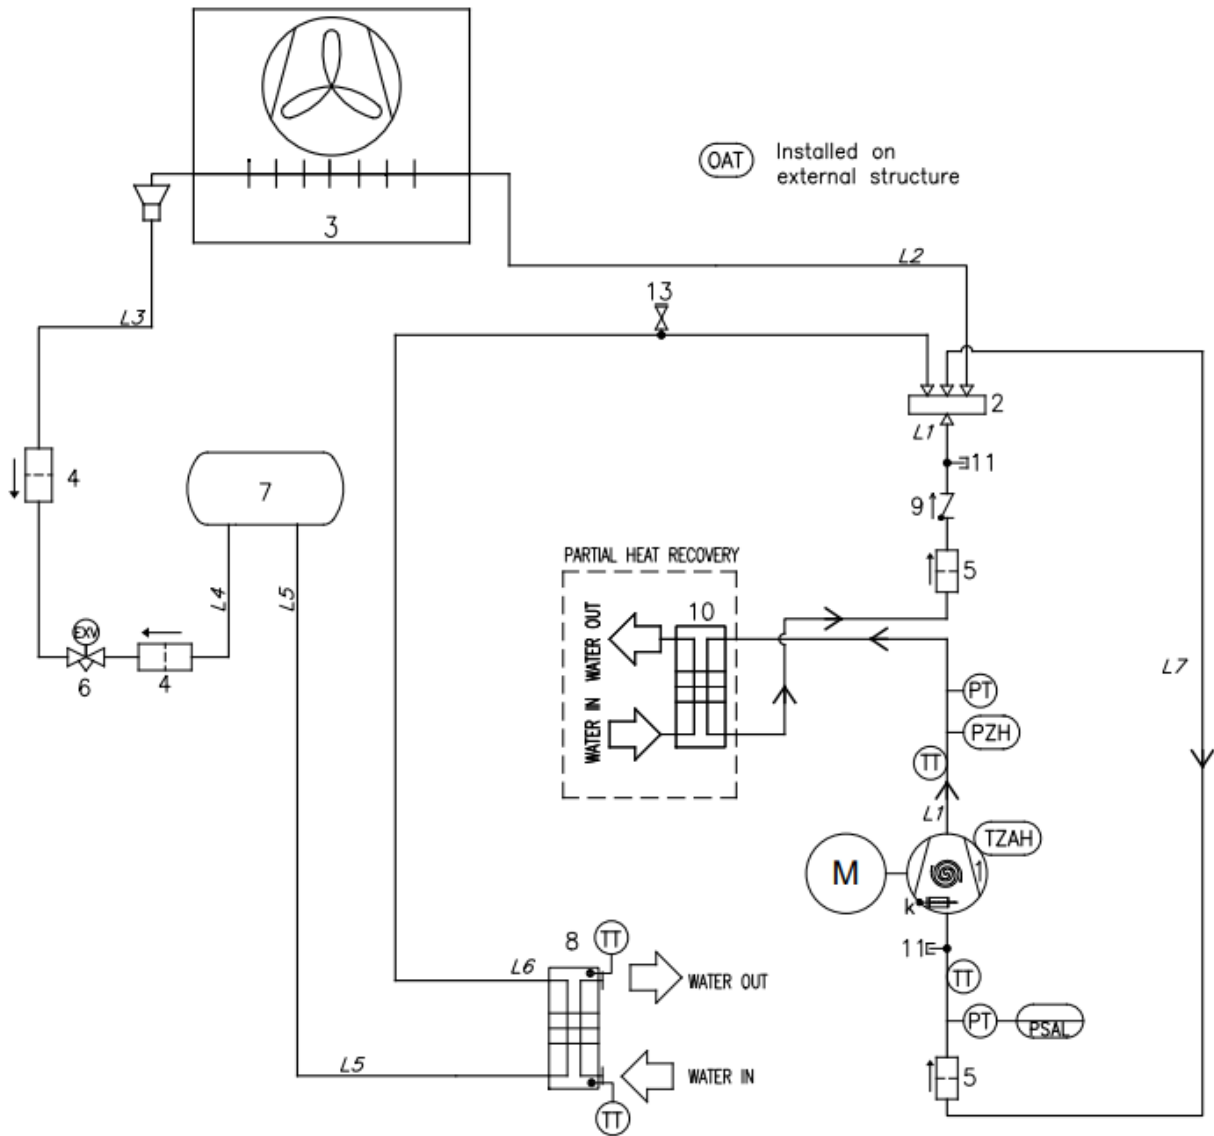 OAT
Installed on
external structure
3
L2
13
L3
2
L1
11
4
7
9
PARTIAL HEAT RECOVERY
5
L4
L5
10
WATER OUT
WATER IN
EXV
6
4
L7
PT
PZH
TT
L1
TZAH
M
1
k
11
8
TT
TT
L6
WATER OUT
PT
PSAL
L5
WATER IN
5
TT